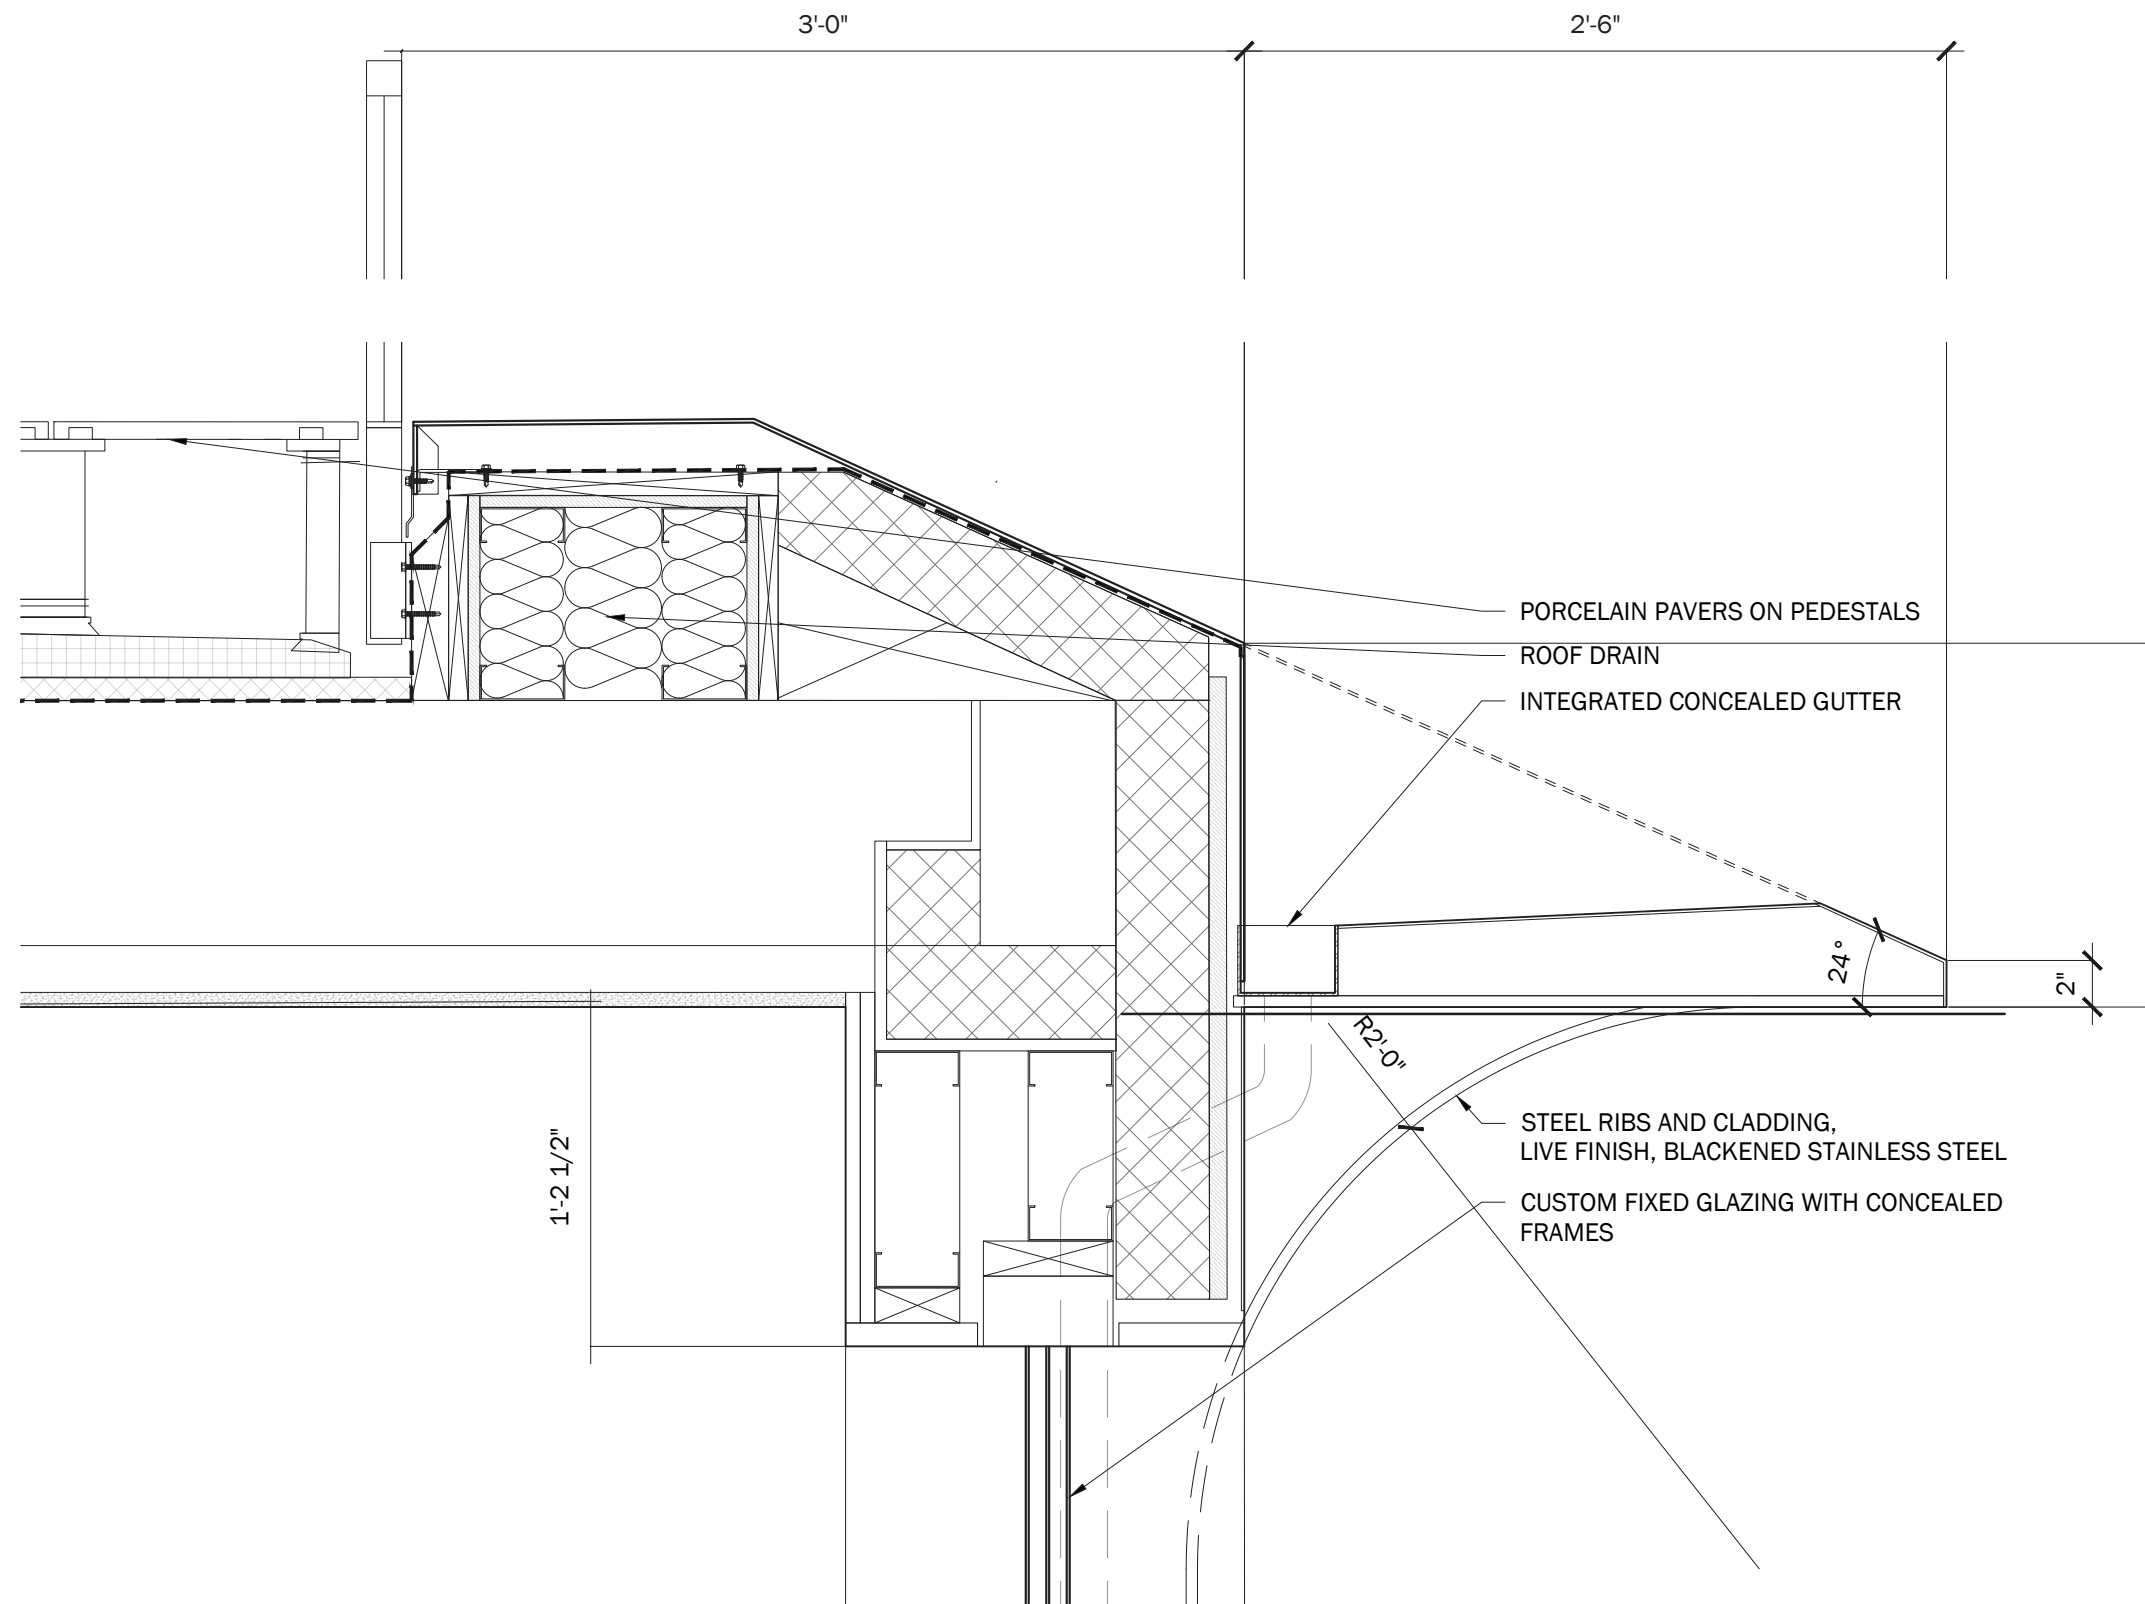 3'-0"
2'-6"
PORCELAIN PAVERS ON PEDESTALS
ROOF DRAIN
INTEGRATED CONCEALED GUTTER
24°
2"
R2'-0"
1'-2 1/2"
STEEL RIBS AND CLADDING,
LIVE FINISH, BLACKENED STAINLESS STEEL
CUSTOM FIXED GLAZING WITH CONCEALED
FRAMES